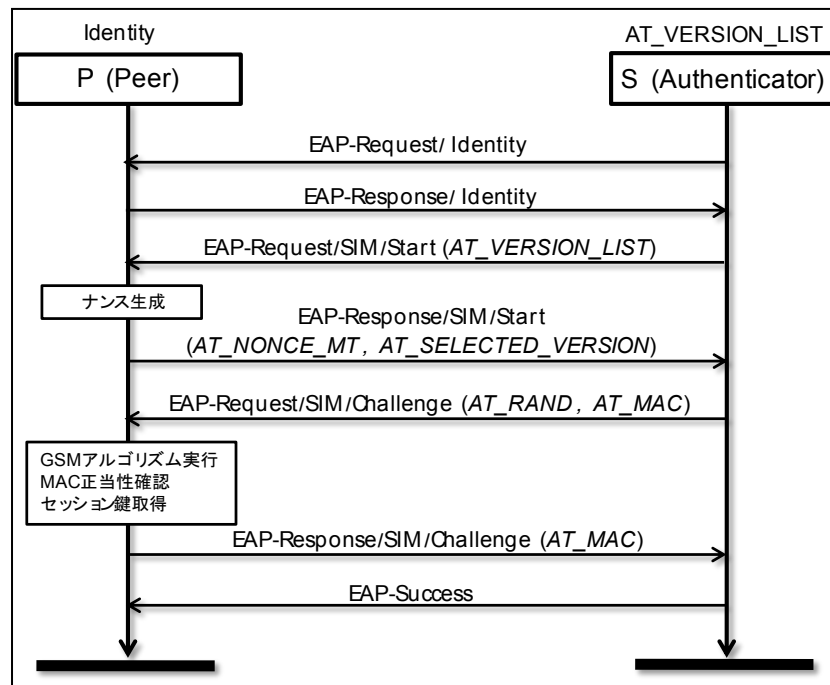 Identity
AT_VERSION_LIST
P (Peer)
S (Authenticator)
EAP-Request/ Identity
EAP-Response/ Identity
EAP-Request/SIM/Start (AT_VERSION_LIST)
ナンス生成
EAP-Response/SIM/Start
(AT_NONCE_MT, AT_SELECTED_VERSION)
EAP-Request/SIM/Challenge (AT_RAND, AT_MAC)
GSMアルゴリズム実行
MAC正当性確認
セッション鍵取得
EAP-Response/SIM/Challenge (AT_MAC)
EAP-Success